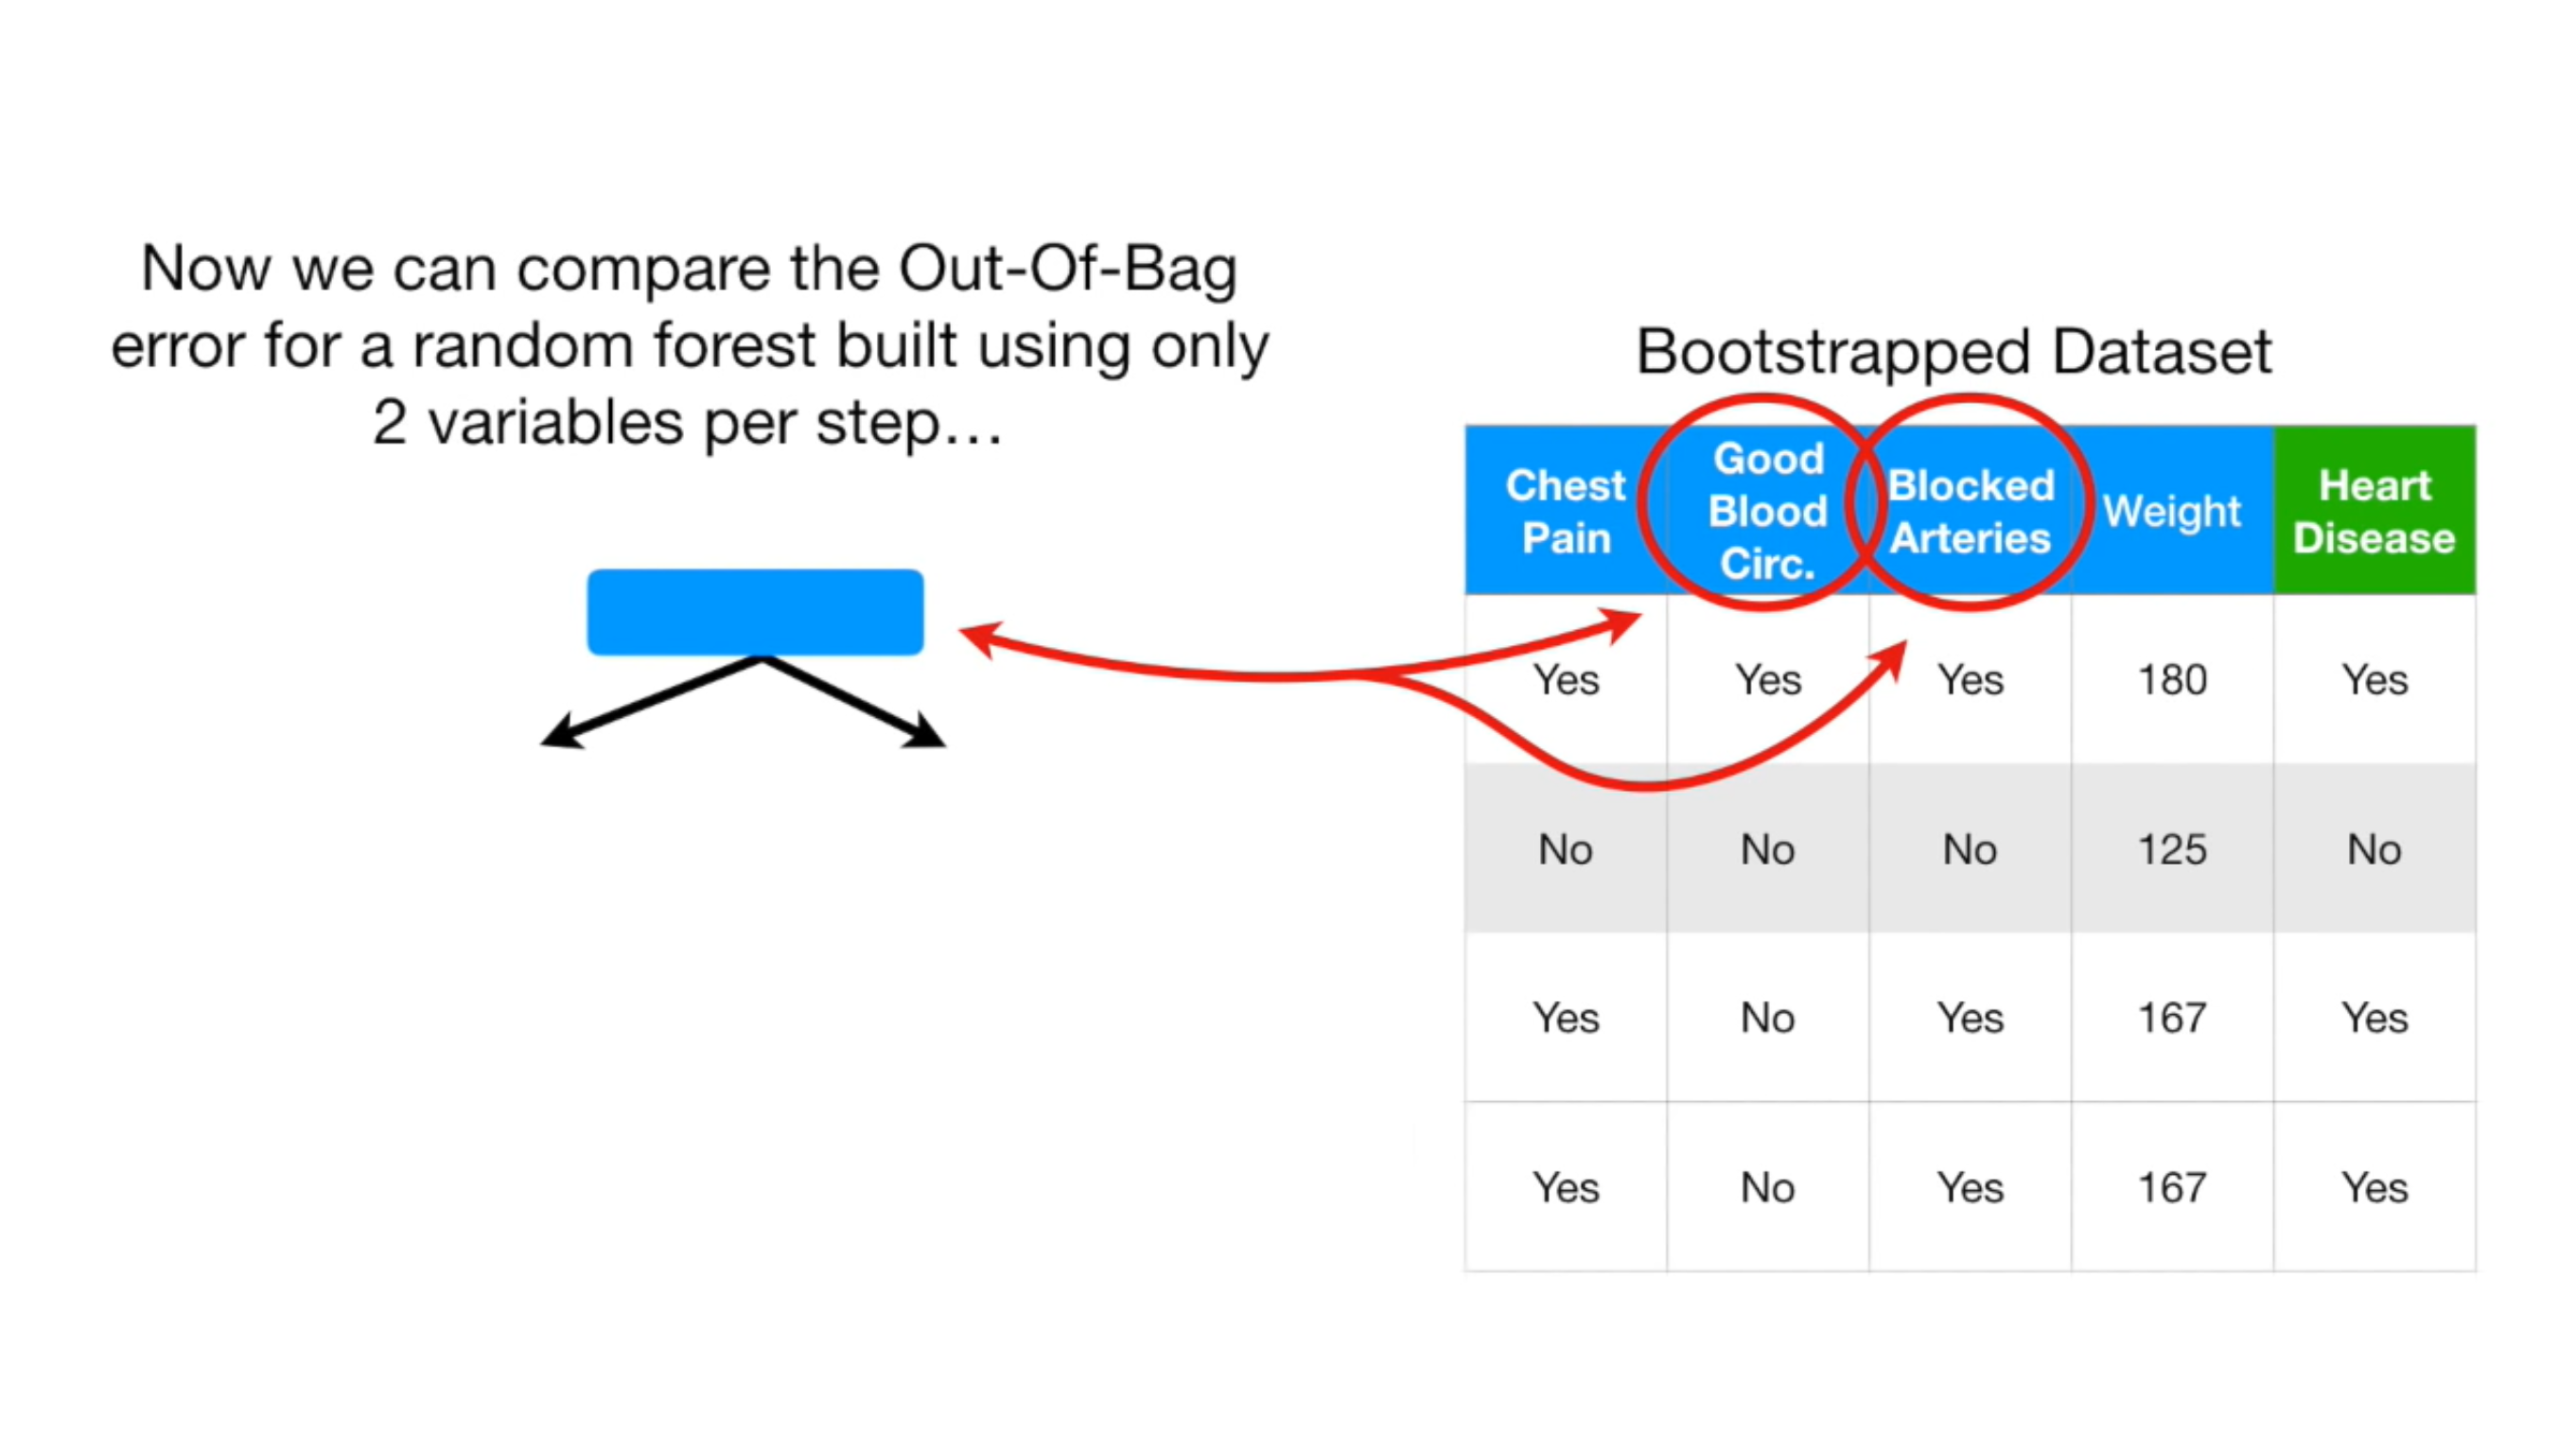 Now we can compare the Out-Of-Bag
error for a random forest built using only
2 variables per step…
Bootstrapped Dataset
Chest Pain Good Blood Circ. Blocked Arteries Weight Heart Disease
Yes Yes Yes 180 Yes
No No No 125 No
Yes No Yes 167 Yes
Yes No Yes 167 Yes